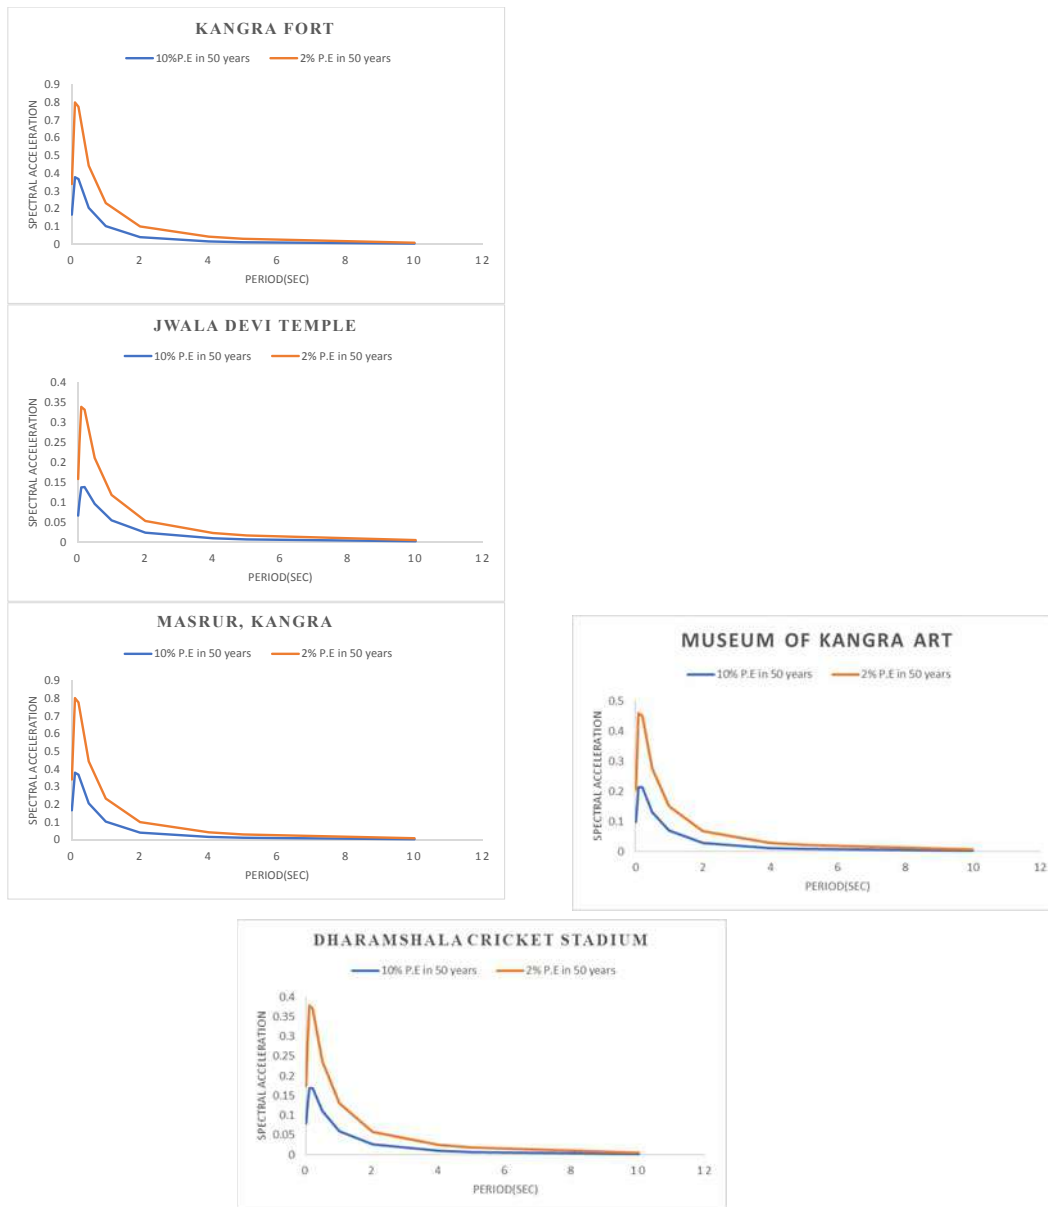 KANGRA FORT
10%P.E in 50 years 2% P.E in 50 years
SPECTRAL ACCELERATION
0.9
0.8
0.7
0.6
0.5
0.4
0.3
0.2
0.1
0
0 2 4 6 8 10 12
PERIOD(SEC)
JWALA DEVI TEMPLE
10% P.E in 50 years 2% P.E in 50 years
SPECTRAL ACCELERATION
0.4
0.35
0.3
0.25
0.2
0.15
0.1
0.05
0
0 2 4 6 8 10 12
PERIOD(SEC)
MASRUR, KANGRA
10% P.E in 50 years 2% P.E in 50 years
SPECTRAL ACCELERATION
0.9
0.8
0.7
0.6
0.5
0.4
0.3
0.2
0.1
0
0 2 4 6 8 10 12
PERIOD(SEC)
MUSEUM OF KANGRA ART
10% P.E in 50 years 2% P.E in 50 years
SPECTRAL ACCELERATION
0.5
0.4
0.3
0.2
0.1
0
0 2 4 6 8 10 12
PERIOD(SEC)
DHARAMSHALA CRICKET STADIUM
10% P.E in 50 years 2% P.E in 50 years
SPECTRAL ACCELERATION
0.4
0.35
0.3
0.25
0.2
0.15
0.1
0.05
0
0 2 4 6 8 10 12
PERIOD(SEC)